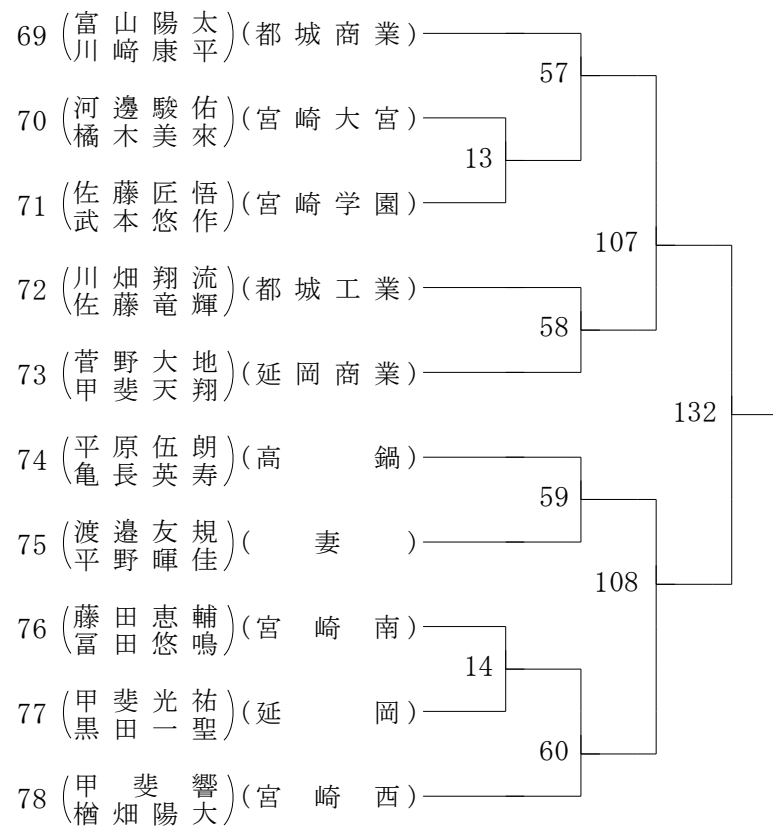 69 富山陽太 (都城商業)
川﨑康平
57
70 河邊駿佑 (宮崎大宮)
橘木美來
13
71 佐藤匠悟 (宮崎学園)
武本悠作
107
72 川畑翔流 (都城工業)
佐藤竜輝
58
73 菅野大地 (延岡商業)
甲斐天翔
132
74 平原伍朗 (高鍋)
亀長英寿
59
75 渡邉友規 (妻)
平野暉佳
108
76 藤田恵輔 (宮崎南)
冨田悠鳴
14
77 甲斐光祐 (延岡)
黒田一聖
60
78 甲斐響 (宮崎西)
楢畑陽大